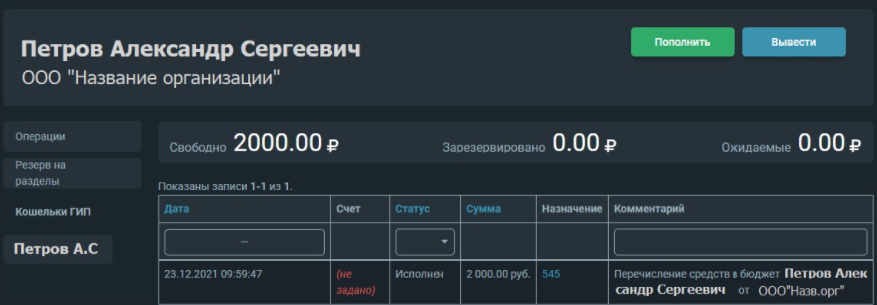 Петров Александр Сергеевич
ООО "Название организации"
Пополнить
Вывести
Операции
Резерв на
разделы
Кошельки ГИП
Петров А.С
Свободно 2000.00 ₽
Зарезервировано 0.00 ₽
Ожидаемые 0.00 ₽
Показаны записи 1-1 из 1.
Дата Счет Статус Сумма Назначение Комментарий
23.12.2021 09:59:47 (не Исполнен 2 000.00 руб. 545 Перечисление средств в бюджет Петров Алек
задано) сандр Сергеевич от ООО"Назв.орг"